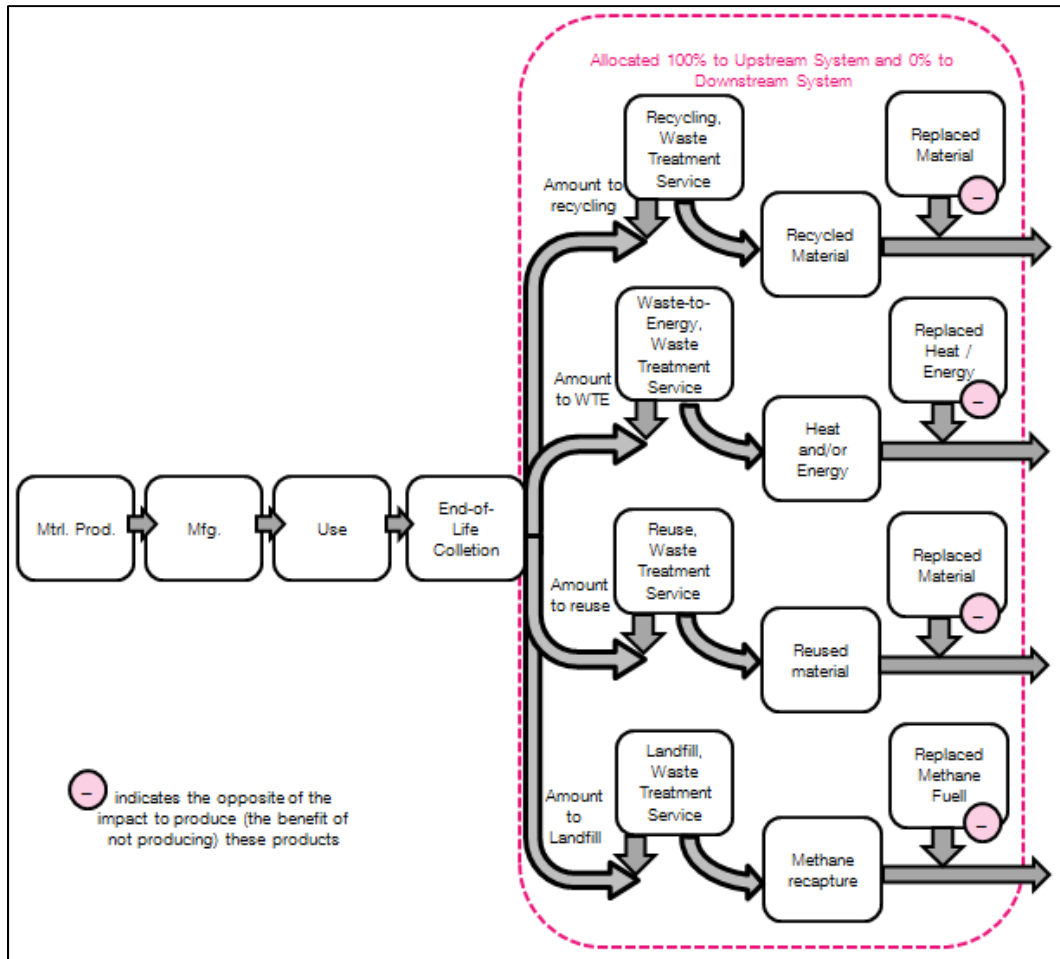 Allocated 100% to Upstream System and 0% to
Downstream System
Recycling,
Waste
Treatment
Service
Replaced
Material
–
Amount to
recycling
Recycled
Material
Waste-to-
Energy,
Waste
Treatment
Service
Replaced
Heat /
Energy
–
Amount
to WTE
Heat
and/or
Energy
Mtrl. Prod.
Mfg.
Use
End-of-
Life
Colletion
Reuse,
Waste
Treatment
Service
Replaced
Material
–
Amount
to reuse
Reused
material
Landfill,
Waste
Treatment
Service
Replaced
Methane
Fuell
–
Amount
to
Landfill
Methane
recapture
–
indicates the opposite of the
impact to produce (the benefit of
not producing) these products